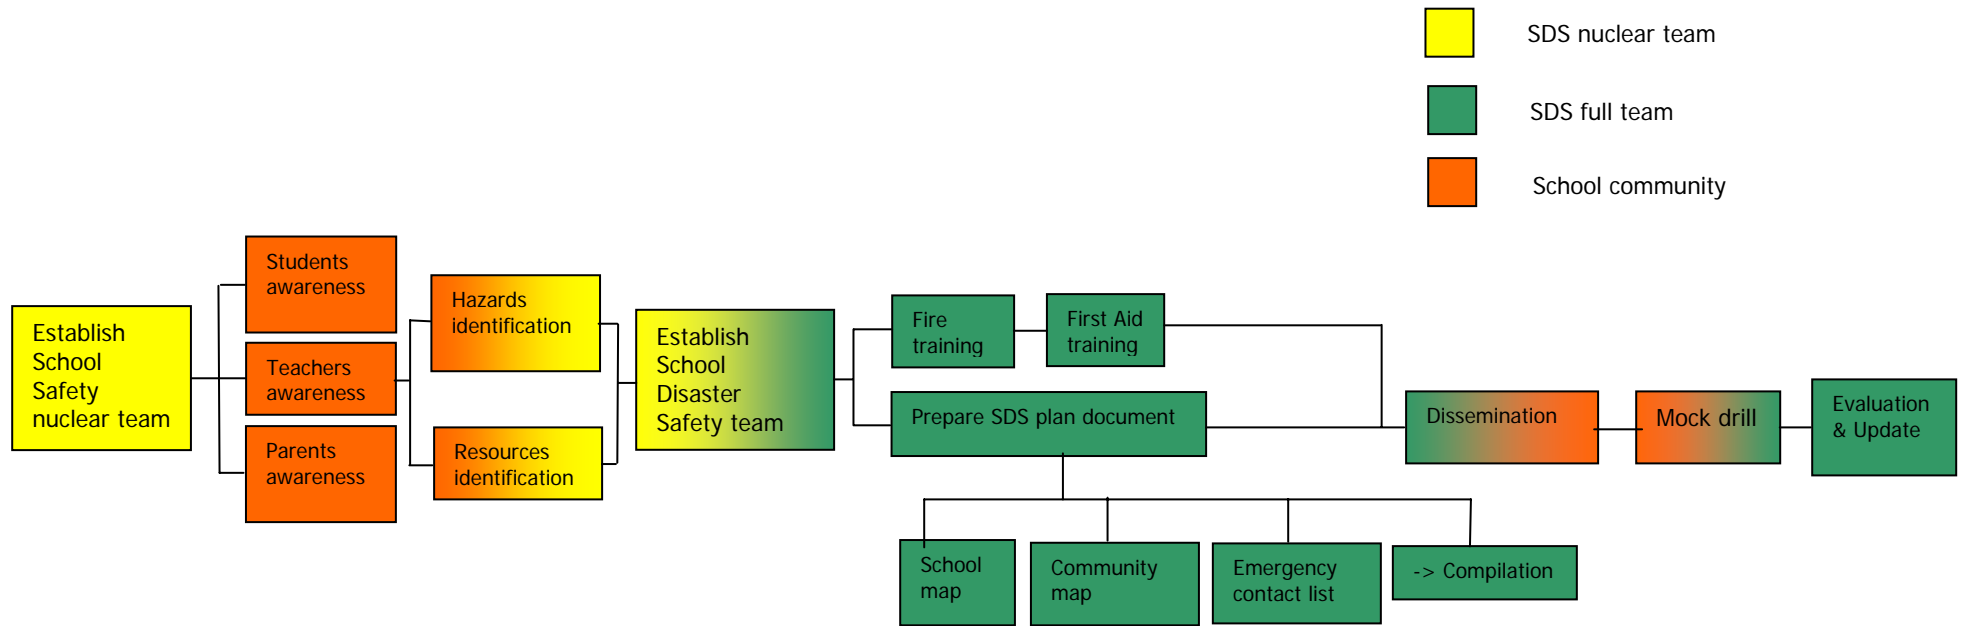 SDS nuclear team
SDS full team
School community
Establish
School
Safety
nuclear team
Students
awareness
Teachers
awareness
Parents
awareness
Hazards
identification
Resources
identification
Establish
School
Disaster
Safety team
Fire
training
First Aid
training
Prepare SDS plan document
School
map
Community
map
Emergency
contact list
-> Compilation
Dissemination
Mock drill
Evaluation
& Update